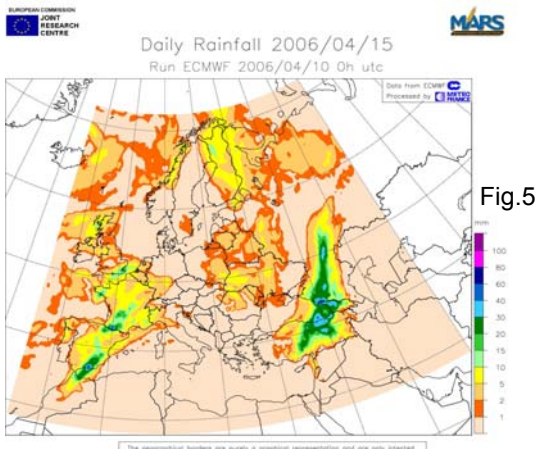 EUROPEAN COMMISSION
JOINT
RESEARCH
CENTRE
MARS
Daily Rainfall 2006/04/15
Run ECMWF 2006/04/10 0h utc
Data from ECMWF
Processed by METEO
FRANCE
Fig.5
mm
100
80
60
40
30
20
15
10
5
2
1
The geographical borders are purely a graphical representation and are only intended